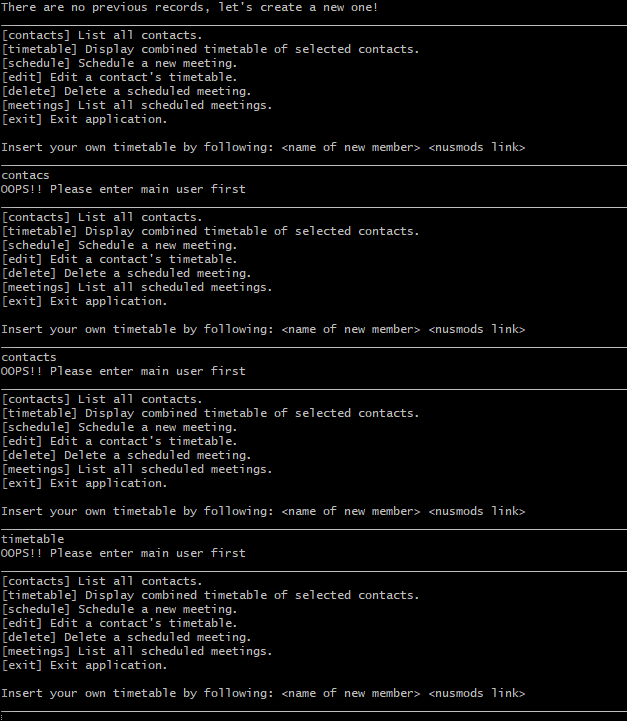 There are no previous records, let's create a new one!
[contacts] List all contacts.
[timetable] Display combined timetable of selected contacts.
[schedule] Schedule a new meeting.
[edit] Edit a contact's timetable.
[delete] Delete a scheduled meeting.
[meetings] List all scheduled meetings.
[exit] Exit application.
Insert your own timetable by following: <name of new member> <nusmods link>
contacs
OOPS!! Please enter main user first
[contacts] List all contacts.
[timetable] Display combined timetable of selected contacts.
[schedule] Schedule a new meeting.
[edit] Edit a contact's timetable.
[delete] Delete a scheduled meeting.
[meetings] List all scheduled meetings.
[exit] Exit application.
Insert your own timetable by following: <name of new member> <nusmods link>
contacts
OOPS!! Please enter main user first
[contacts] List all contacts.
[timetable] Display combined timetable of selected contacts.
[schedule] Schedule a new meeting.
[edit] Edit a contact's timetable.
[delete] Delete a scheduled meeting.
[meetings] List all scheduled meetings.
[exit] Exit application.
Insert your own timetable by following: <name of new member> <nusmods link>
timetable
OOPS!! Please enter main user first
[contacts] List all contacts.
[timetable] Display combined timetable of selected contacts.
[schedule] Schedule a new meeting.
[edit] Edit a contact's timetable.
[delete] Delete a scheduled meeting.
[meetings] List all scheduled meetings.
[exit] Exit application.
Insert your own timetable by following: <name of new member> <nusmods link>